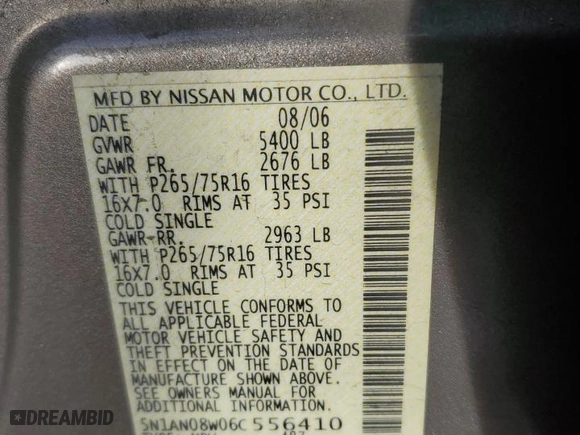 MFD BY NISSAN MOTOR CO., LTD.
DATE 08/06
GVWR 5400 LB
GAWR FR. 2676 LB
WITH P265/75R16 TIRES
16X7.0 RIMS AT 35 PSI
COLD SINGLE
GAWR-RR. 2963 LB
WITH P265/75R16 TIRES
16X7.0 RIMS AT 35 PSI
COLD SINGLE
THIS VEHICLE CONFORMS TO
ALL APPLICABLE FEDERAL
MOTOR VEHICLE SAFETY AND
THEFT PREVENTION STANDARDS
IN EFFECT ON THE DATE OF
MANUFACTURE SHOWN ABOVE.
SEE OWNERS MANUAL FOR
ADDITIONAL INFORMATION
5N1AN08W06C556410
DREAMBID